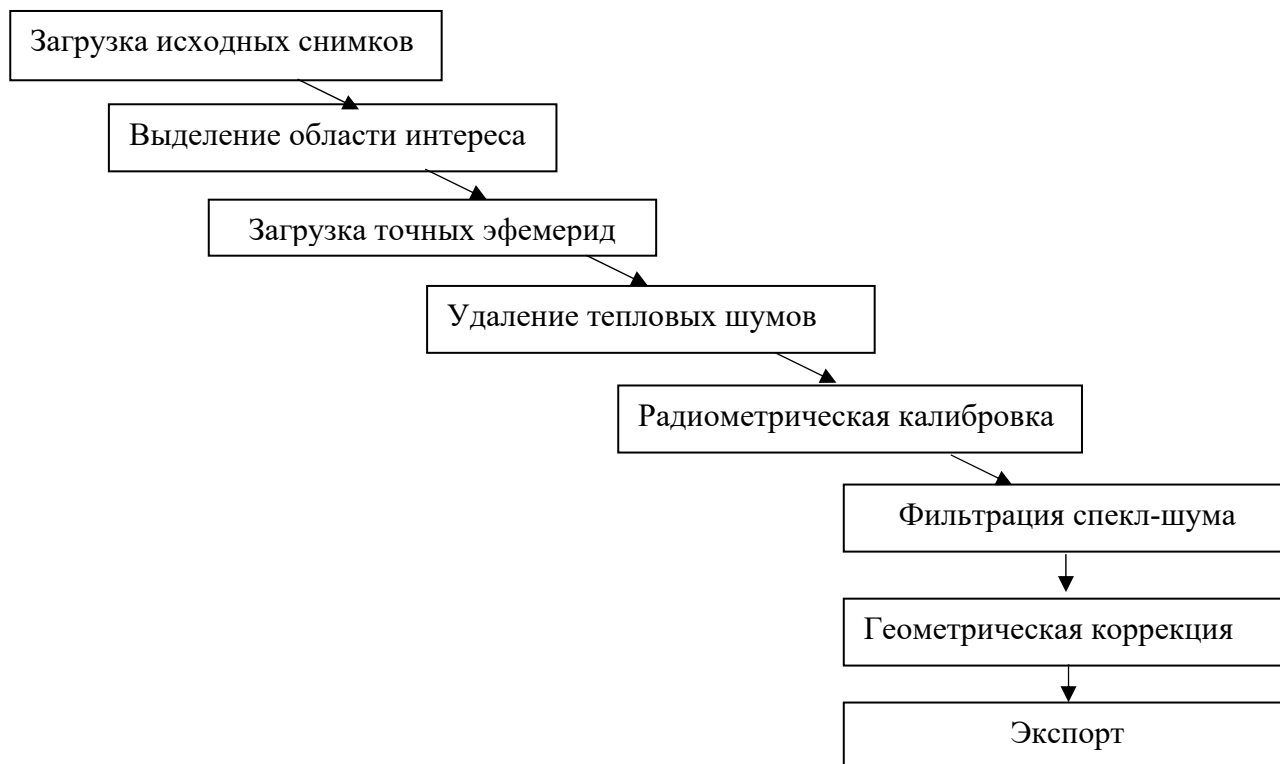 Загрузка исходных снимков
Выделение области интереса
Загрузка точных эфемерид
Удаление тепловых шумов
Радиометрическая калибровка
Фильтрация спекл-шума
Геометрическая коррекция
Экспорт